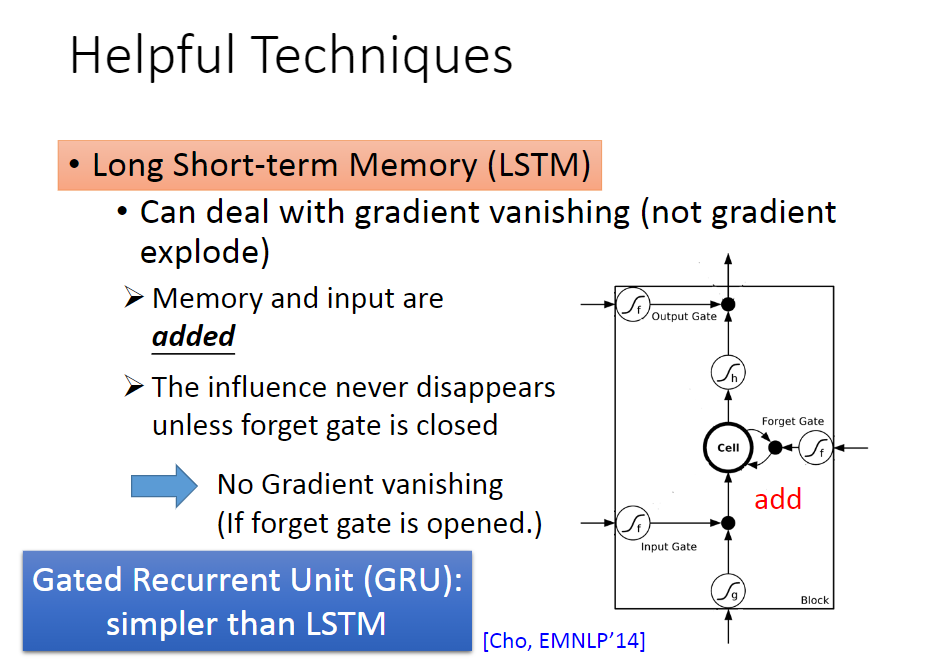 Helpful Techniques
• Long Short-term Memory (LSTM)
• Can deal with gradient vanishing (not gradient
explode)
➢ Memory and input are
added
➢ The influence never disappears
unless forget gate is closed
No Gradient vanishing
(If forget gate is opened.)
Gated Recurrent Unit (GRU):
simpler than LSTM
[Cho, EMNLP’14]
f
Output Gate
h
Forget Gate
Cell
f
add
f
Input Gate
g
Block